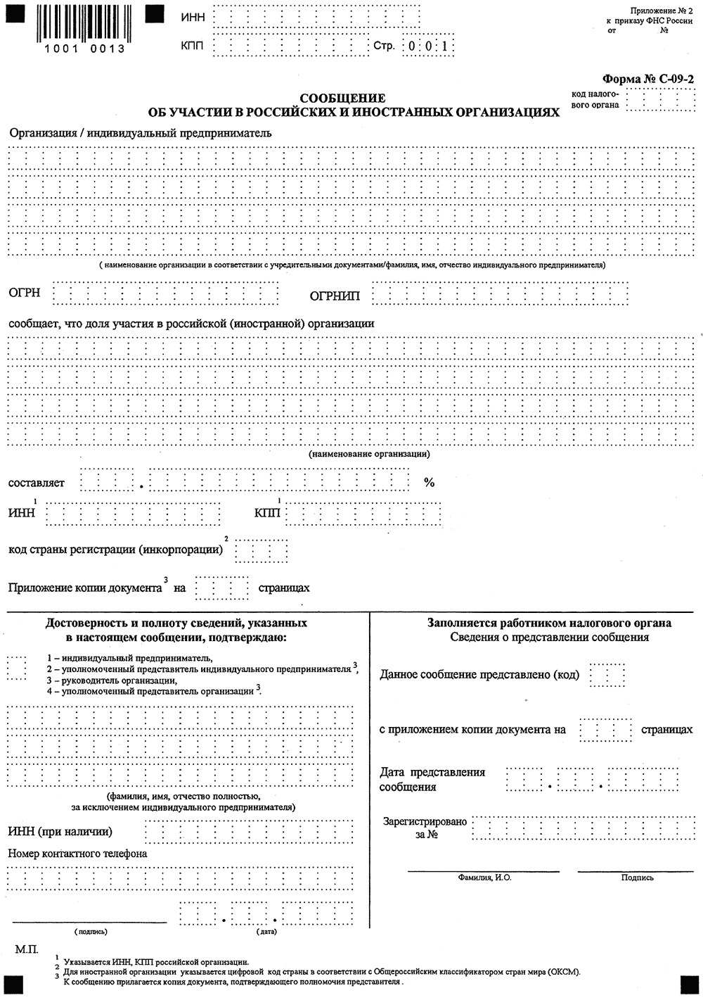 1001 0013
ИНН
КПП
Стр. 0 0 1
Приложение № 2
к приказу ФНС России
от №
Форма № С-09-2
код налого-
вого органа
СООБЩЕНИЕ
ОБ УЧАСТИИ В РОССИЙСКИХ И ИНОСТРАННЫХ ОРГАНИЗАЦИЯХ
Организация / индивидуальный предприниматель
( наименование организации в соответствии с учредительными документами/фамилия, имя, отчество индивидуального предпринимателя)
ОГРН ОГРНИП
сообщает, что доля участия в российской (иностранной) организации
(наименование организации)
составляет . %
ИНН 1 КПП 1
код страны регистрации (инкорпорации) 2
Приложение копии документа 3 на страницах
Достоверность и полноту сведений, указанных
в настоящем сообщении, подтверждаю:
1 – индивидуальный предприниматель,
2 – уполномоченный представитель индивидуального предпринимателя 3,
3 – руководитель организации,
4 – уполномоченный представитель организации 3.
(фамилия, имя, отчество полностью,
за исключением индивидуального предпринимателя)
ИНН (при наличии)
Номер контактного телефона
. .
(подпись) (дата)
М.П.
Заполняется работником налогового органа
Сведения о представлении сообщения
Данное сообщение представлено (код)
с приложением копии документа на страницах
Дата представления
сообщения . .
Зарегистрировано
за №
Фамилия, И.О. Подпись
1 Указывается ИНН, КПП российской организации.
2 Для иностранной организации указывается цифровой код страны в соответствии с Общероссийским классификатором стран мира (ОКСМ).
3 К сообщению прилагается копия документа, подтверждающего полномочия представителя .